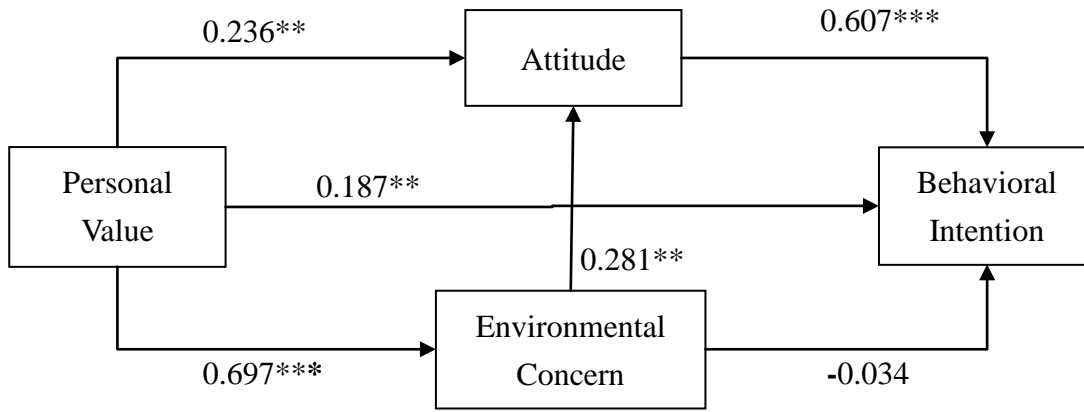 0.236**
0.607***
Attitude
Personal
Value
0.187**
Behavioral
Intention
0.281**
Environmental
Concern
0.697***
-0.034